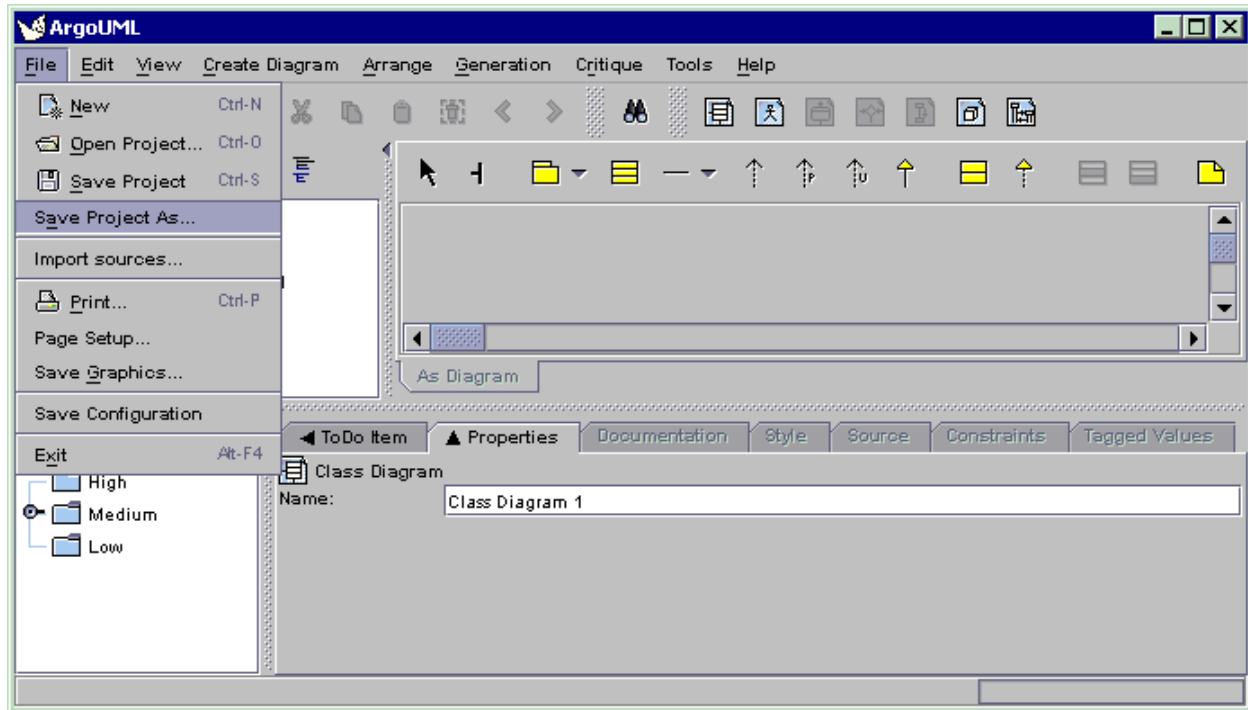 ArgoUML
File Edit View Create Diagram Arrange Generation Critique Tools Help
New Ctrl-N
Open Project... Ctrl-O
Save Project Ctrl-S
Save Project As...
Import sources...
Print... Ctrl-P
Page Setup...
Save Graphics...
Save Configuration
Exit Alt-F4
As Diagram
ToDo Item Properties Documentation Style Source Constraints Tagged Values
Class Diagram
Name: Class Diagram 1
High
Medium
Low